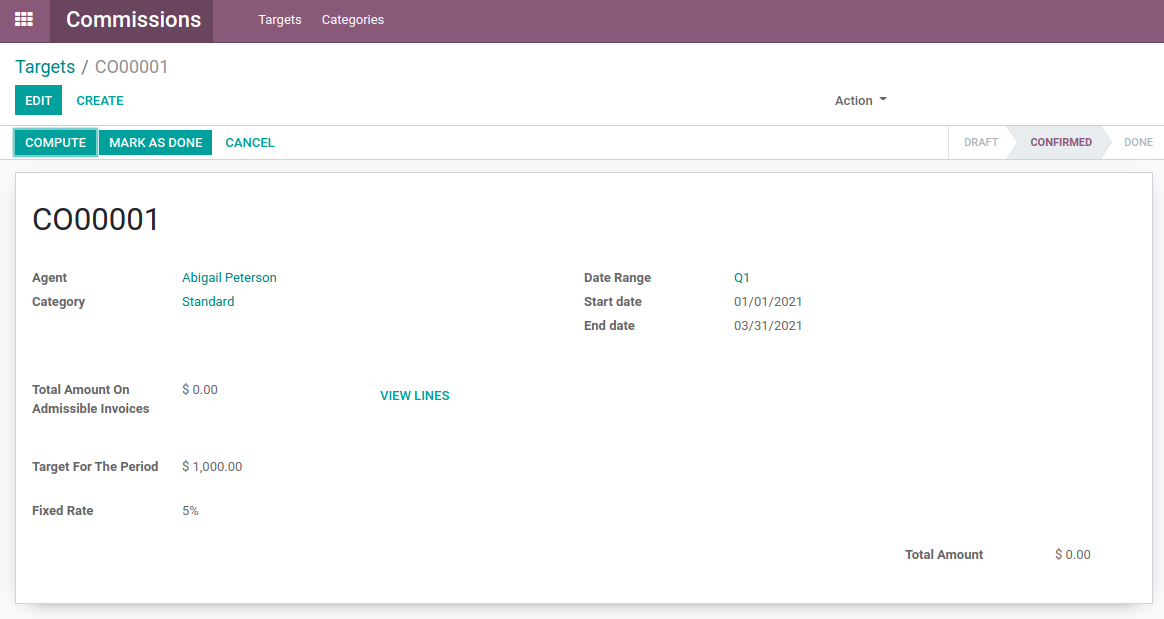 Commissions Targets Categories
Targets / CO00001
EDIT CREATE Action
COMPUTE MARK AS DONE CANCEL DRAFT CONFIRMED DONE
CO00001
Agent Abigail Peterson Date Range Q1
Category Standard Start date 01/01/2021
End date 03/31/2021
Total Amount On $ 0.00
Admissible Invoices
VIEW LINES
Target For The Period $ 1,000.00
Fixed Rate 5%
Total Amount $ 0.00